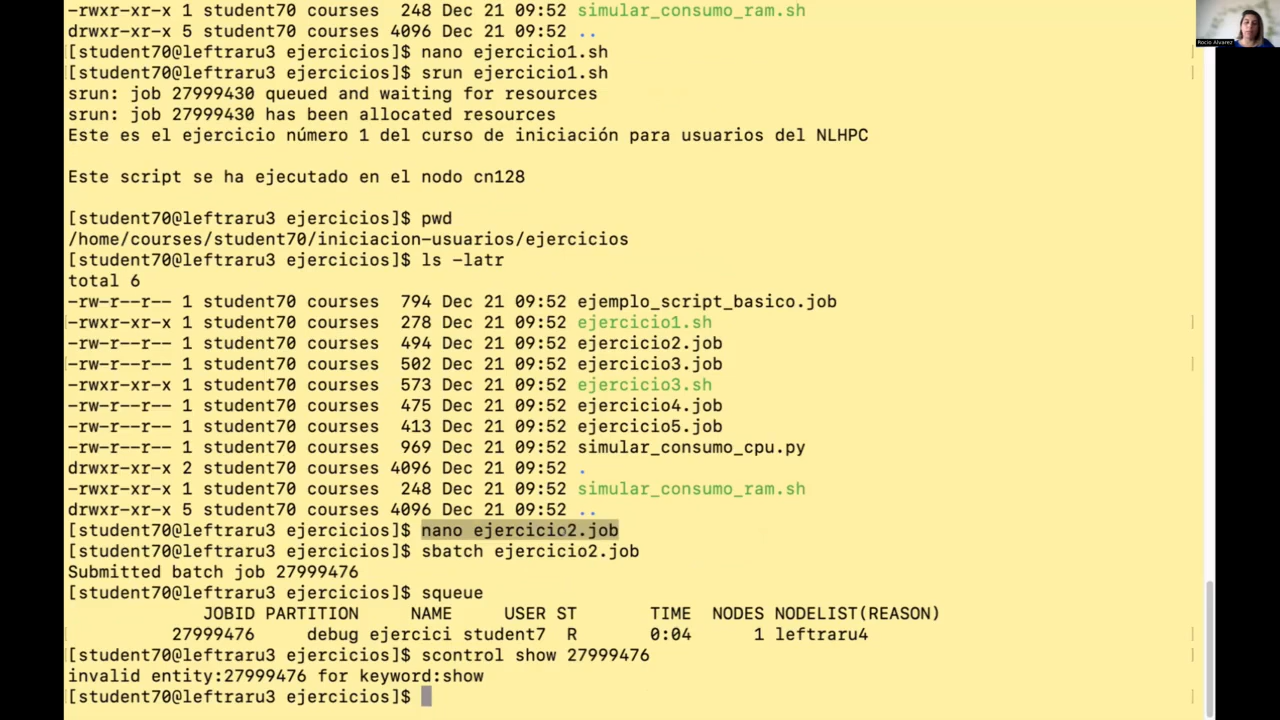 -rwxr-xr-x 1 student70 courses  248 Dec 21 09:52 simular_consumo_ram.sh
drwxr-xr-x 5 student70 courses 4096 Dec 21 09:52 ..
[student70@leftraru3 ejercicios]$ nano ejercicio1.sh
[student70@leftraru3 ejercicios]$ srun ejercicio1.sh
srun: job 27999430 queued and waiting for resources
srun: job 27999430 has been allocated resources
Este es el ejercicio número 1 del curso de iniciación para usuarios del NLHPC
Este script se ha ejecutado en el nodo cn128
[student70@leftraru3 ejercicios]$ pwd
/home/courses/student70/iniciacion-usuarios/ejercicios
[student70@leftraru3 ejercicios]$ ls -latr
total 6
-rw-r--r-- 1 student70 courses  794 Dec 21 09:52 ejemplo_script_basico.job
-rwxr-xr-x 1 student70 courses  278 Dec 21 09:52 ejercicio1.sh
-rw-r--r-- 1 student70 courses  494 Dec 21 09:52 ejercicio2.job
-rw-r--r-- 1 student70 courses  502 Dec 21 09:52 ejercicio3.job
-rwxr-xr-x 1 student70 courses  573 Dec 21 09:52 ejercicio3.sh
-rw-r--r-- 1 student70 courses  475 Dec 21 09:52 ejercicio4.job
-rw-r--r-- 1 student70 courses  413 Dec 21 09:52 ejercicio5.job
-rw-r--r-- 1 student70 courses  969 Dec 21 09:52 simular_consumo_cpu.py
drwxr-xr-x 2 student70 courses 4096 Dec 21 09:52 .
-rwxr-xr-x 1 student70 courses  248 Dec 21 09:52 simular_consumo_ram.sh
drwxr-xr-x 5 student70 courses 4096 Dec 21 09:52 ..
[student70@leftraru3 ejercicios]$ nano ejercicio2.job
[student70@leftraru3 ejercicios]$ sbatch ejercicio2.job
Submitted batch job 27999476
[student70@leftraru3 ejercicios]$ squeue
JOBID PARTITION     NAME     USER ST       TIME  NODES NODELIST(REASON)
27999476     debug ejercici student7  R       0:04      1 leftraru4
[student70@leftraru3 ejercicios]$ scontrol show 27999476
invalid entity:27999476 for keyword:show
[student70@leftraru3 ejercicios]$
Rocio Alvarez